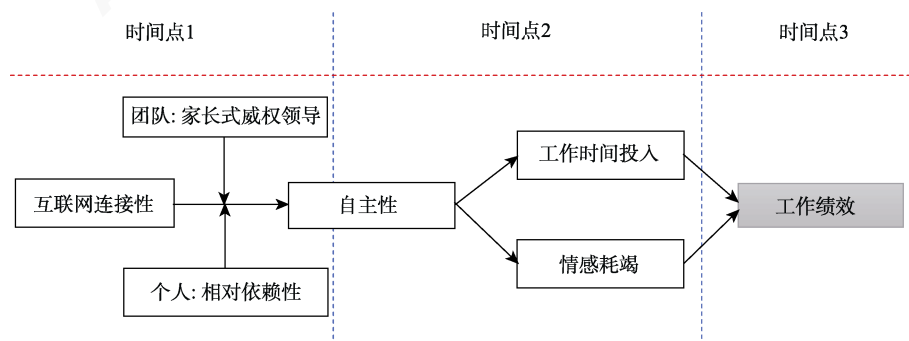 时间点1
时间点2
时间点3
团队: 家长式威权领导
工作时间投入
互联网连接性
自主性
工作绩效
情感耗竭
个人: 相对依赖性